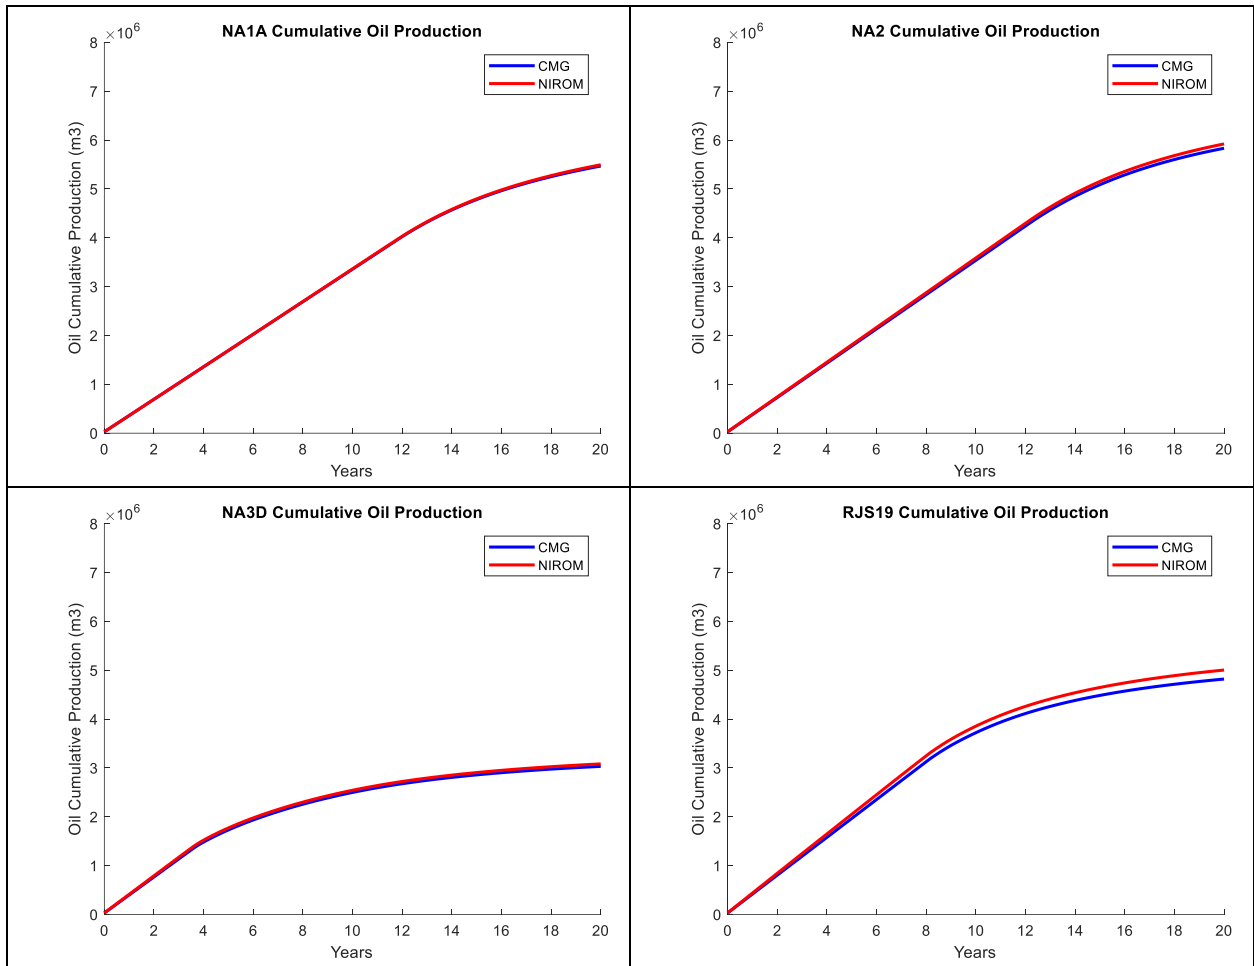 NA1A Cumulative Oil Production
×10^6
CMG
NIROM
8
7
6
5
4
3
2
1
0
Oil Cumulative Production (m3)
0 2 4 6 8 10 12 14 16 18 20
Years
NA2 Cumulative Oil Production
×10^6
CMG
NIROM
8
7
6
5
4
3
2
1
0
Oil Cumulative Production (m3)
0 2 4 6 8 10 12 14 16 18 20
Years
NA3D Cumulative Oil Production
×10^6
CMG
NIROM
8
7
6
5
4
3
2
1
0
Oil Cumulative Production (m3)
0 2 4 6 8 10 12 14 16 18 20
Years
RJS19 Cumulative Oil Production
×10^6
CMG
NIROM
8
7
6
5
4
3
2
1
0
Oil Cumulative Production (m3)
0 2 4 6 8 10 12 14 16 18 20
Years